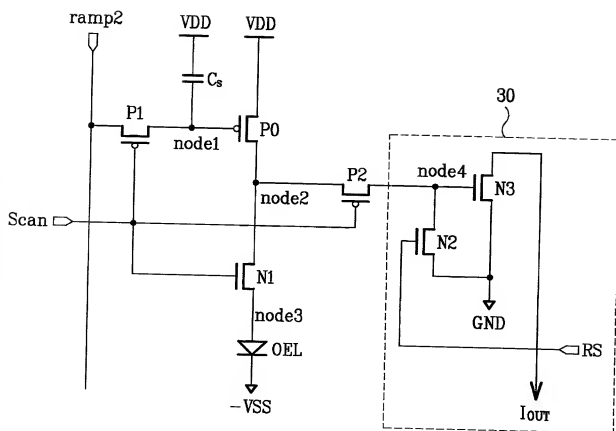 ramp2
VDD
VDD
30
Cs
P1
P0
node1
P2
node4
N3
node2
Scan
N2
N1
node3
GND
OEL
RS
-VSS
IOUT